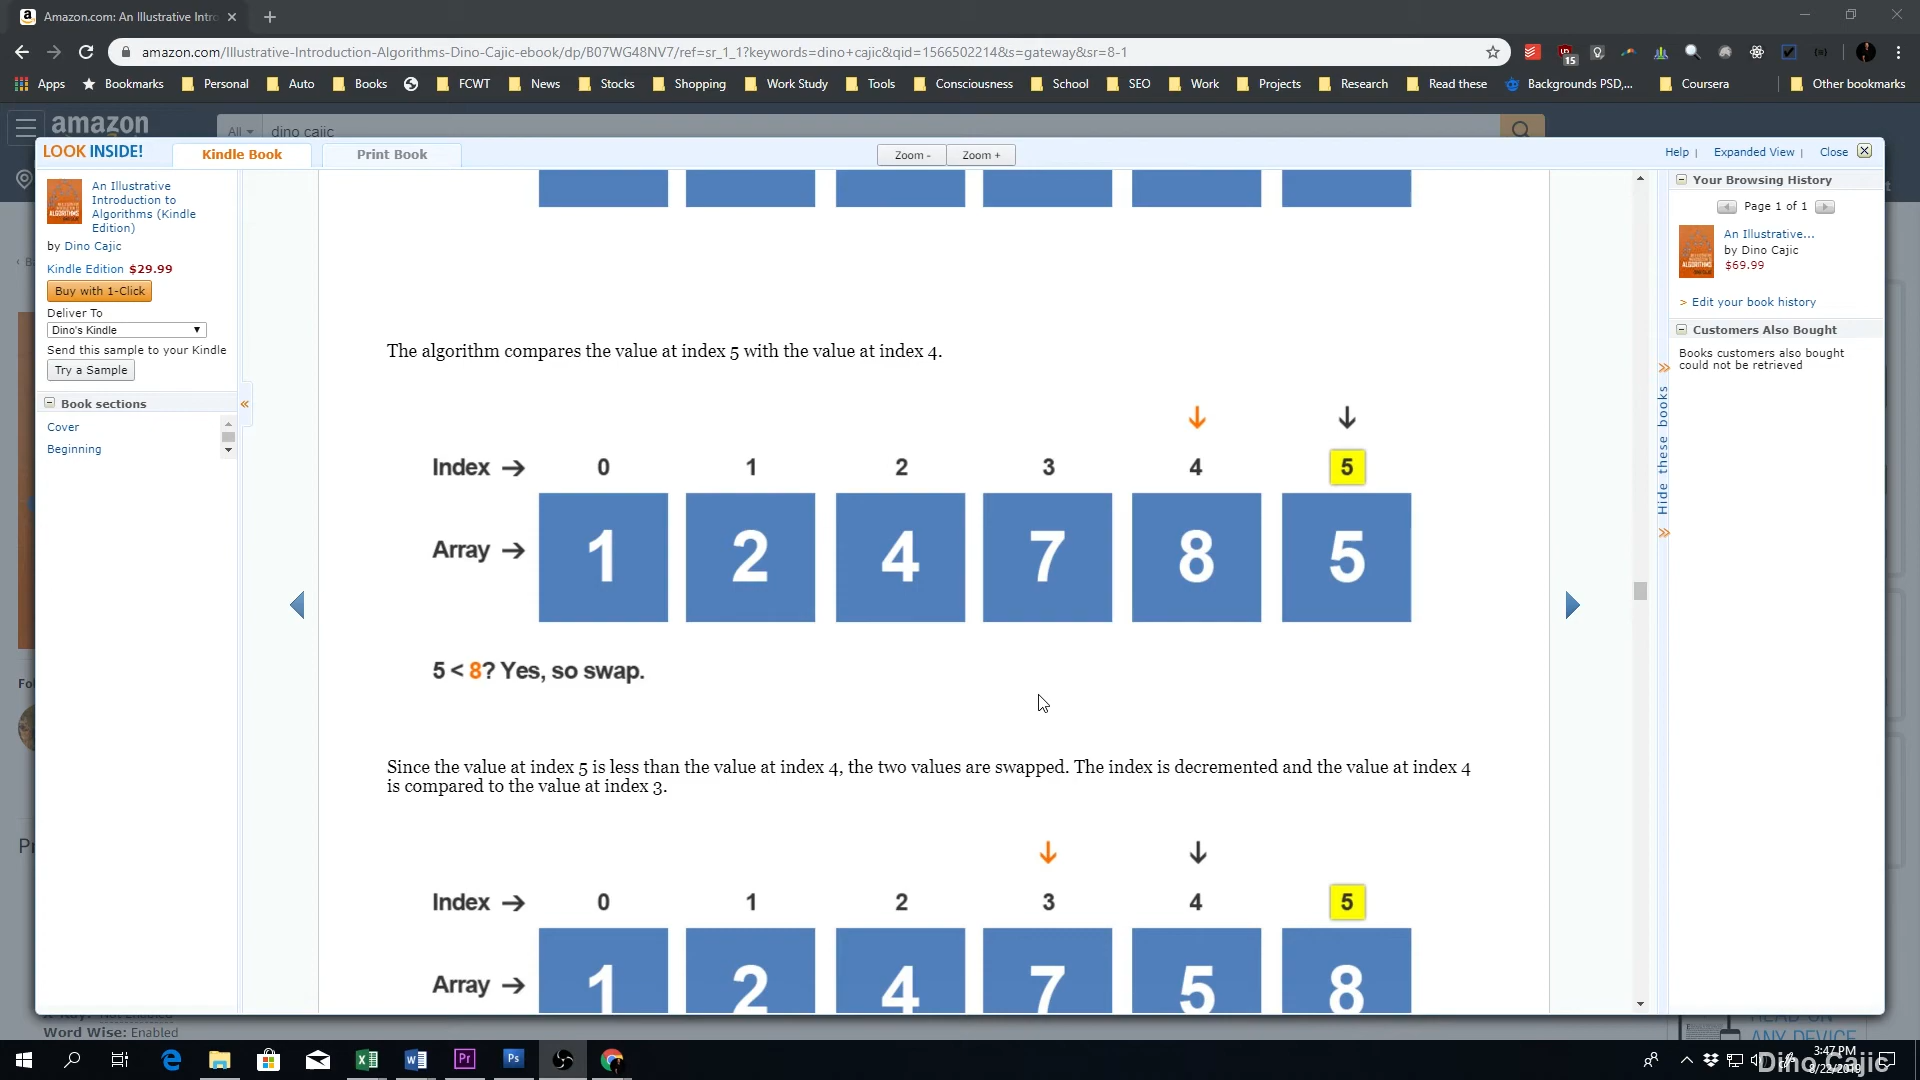 Amazon.com: An Illustrative Intro
amazon.com/Illustrative-Introduction-Algorithms-Dino-Cajic-ebook/dp/B07WG48NV7/ref=sr_1_1?keywords=dino+cajic&qid=1566502214&s=gateway&sr=8-1
15
Apps Bookmarks Personal Auto Books FCWT News Stocks Shopping Work Study Tools Consciousness School SEO Work Projects Research Read these Backgrounds PSD,... Coursera Other bookmarks
amazon All dino cajic
LOOK INSIDE! Kindle Book Print Book Zoom - Zoom + Help | Expanded View | Close
An Illustrative
Introduction to
Algorithms (Kindle
Edition)
by Dino Cajic
Kindle Edition $29.99
Buy with 1-Click
Deliver To
Dino's Kindle
Send this sample to your Kindle
Try a Sample
Book sections
Cover
Beginning
The algorithm compares the value at index 5 with the value at index 4.
Index → 0 1 2 3 4 5
Array → 1 2 4 7 8 5
5 < 8? Yes, so swap.
Since the value at index 5 is less than the value at index 4, the two values are swapped. The index is decremented and the value at index 4
is compared to the value at index 3.
Index → 0 1 2 3 4 5
Array → 1 2 4 7 5 8
Hide these books
Your Browsing History
Page 1 of 1
An Illustrative...
by Dino Cajic
$69.99
> Edit your book history
Customers Also Bought
Books customers also bought
could not be retrieved
Word Wise: Enabled
ANY DEVICE
3:47 PM
Dino Cajic